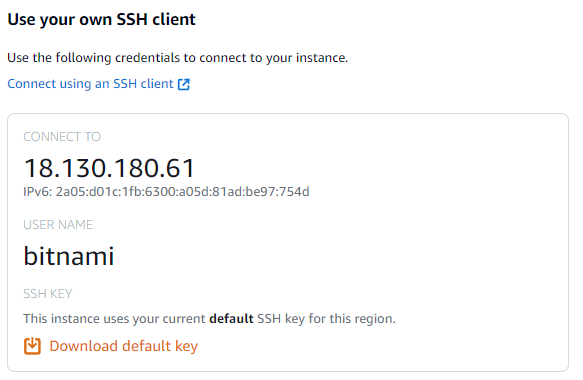 Use your own SSH client
Use the following credentials to connect to your instance.
Connect using an SSH client
CONNECT TO
18.130.180.61
IPv6: 2a05:d01c:1fb:6300:a05d:81ad:be97:754d
USER NAME
bitnami
SSH KEY
This instance uses your current default SSH key for this region.
Download default key